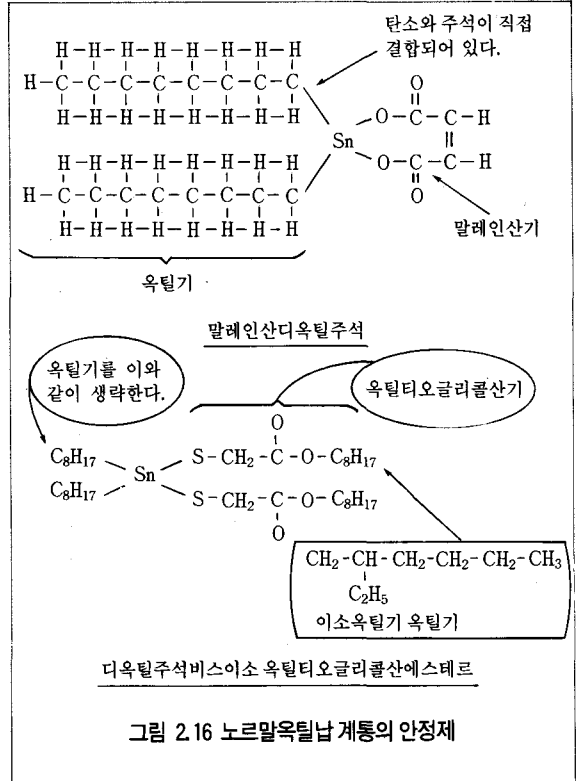 탄소와 주석이 직접
결합되어 있다.
H-H-H-H-H-H-H-H
H-C-C-C-C-C-C-C-C
H-H-H-H-H-H-H-H
O
O-C-C-H
Sn
H-H-H-H-H-H-H-H
O-C-C-H
H-C-C-C-C-C-C-C-C
O
H-H-H-H-H-H-H-H
말레인산기
옥틸기
말레인산디옥틸주석
옥틸기를 이와
같이 생략한다.
옥틸티오글리콜산기
O
C₈H₁₇ S-CH₂-C-O-C₈H₁₇
Sn
C₈H₁₇ S-CH₂-C-O-C₈H₁₇
O
CH₂-CH-CH₂-CH₂-CH₂-CH₃
C₂H₅
이소옥틸기 옥틸기
디옥틸주석비스이소 옥틸티오글리콜산에스테르
그림 2.16 노르말옥틸납 계통의 안정제